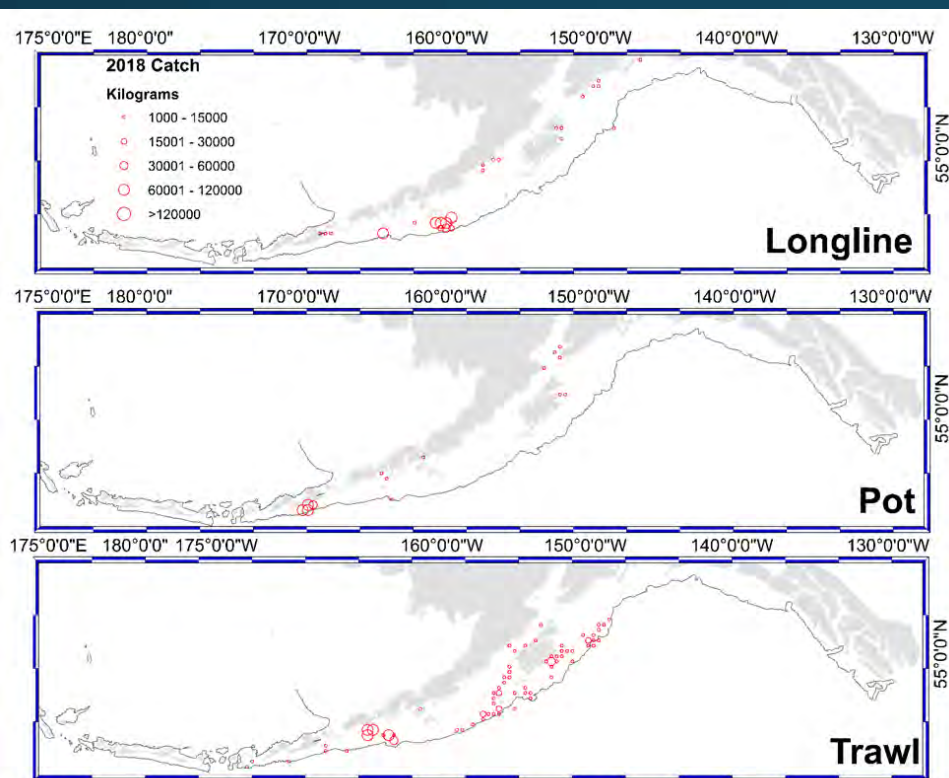 175°0'0"E 180°0'0" 170°0'0"W 160°0'0"W 150°0'0"W 140°0'0"W 130°0'0"W
2018 Catch
Kilograms
1000 - 15000
15001 - 30000
30001 - 60000
60001 - 120000
>120000
55°0'0"N
Longline
175°0'0"E 180°0'0" 170°0'0"W 160°0'0"W 150°0'0"W 140°0'0"W 130°0'0"W
55°0'0"N
Pot
175°0'0"E 180°0'0" 175°0'0"W 160°0'0"W 150°0'0"W 140°0'0"W 130°0'0"W
55°0'0"N
Trawl